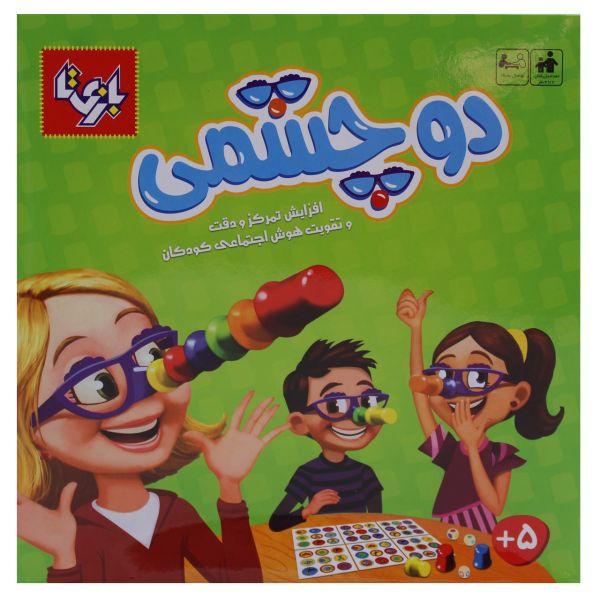 بازی تا
دو چشمی
افزایش تمرکز و دقت
و تقویت هوش اجتماعی کودکان
+۵